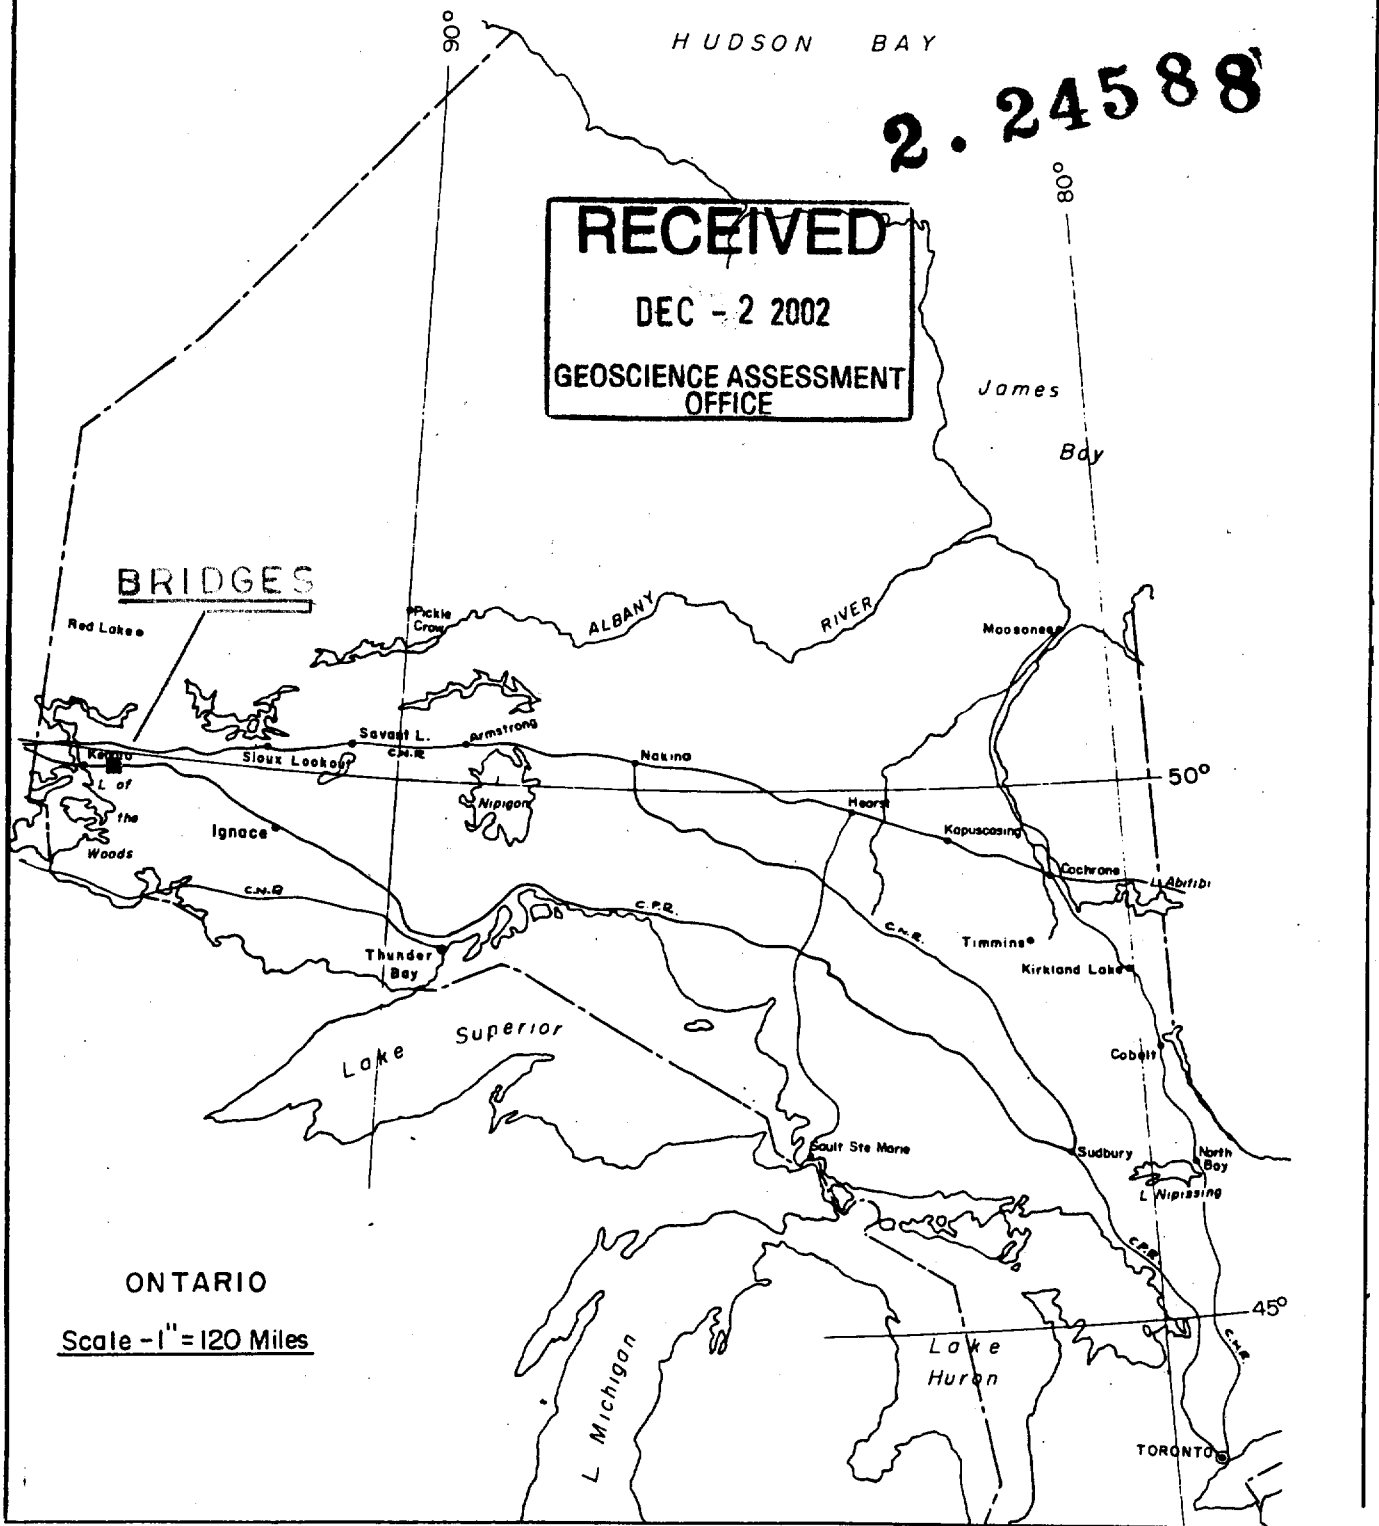 90°
HUDSON BAY
2.24588
80°
RECEIVED
DEC - 2 2002
GEOSCIENCE ASSESSMENT
OFFICE
James
Bay
BRIDGES
Red Lake
Pickle
Crow
ALBANY
RIVER
Moosonee
Savant L.
Armstrong
C.N.R.
Sioux Lookout
Nakina
50°
L of
the
Woods
Nipigon
Ignace
Hearst
Kapuscasing
Cochrane
L Abitibi
C.N.R.
C.P.R.
C.N.R.
Timmins
Thunder
Bay
Kirkland Lake
Lake Superior
Cobalt
Sault Ste Marie
Sudbury
North
Bay
L Nipissing
C.P.R.
ONTARIO
Scale - 1" = 120 Miles
45°
Lake
Huron
C.N.R.
L Michigan
TORONTO